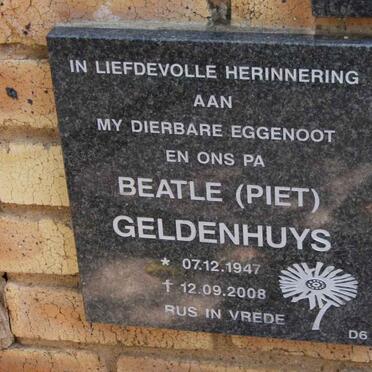 IN LIEFDEVOLLE HERINNERING
AAN
MY DIERBARE EGGENOOT
EN ONS PA
BEATLE (PIET)
GELDENHUYS
* 07.12.1947
† 12.09.2008
RUS IN VREDE
D6